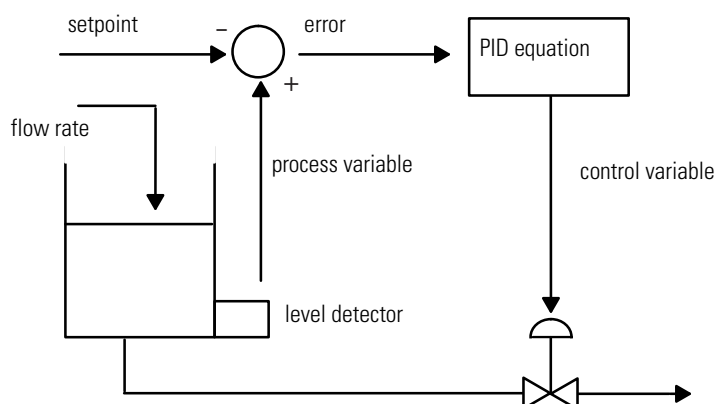 setpoint
–
error
+
PID equation
flow rate
process variable
control variable
level detector